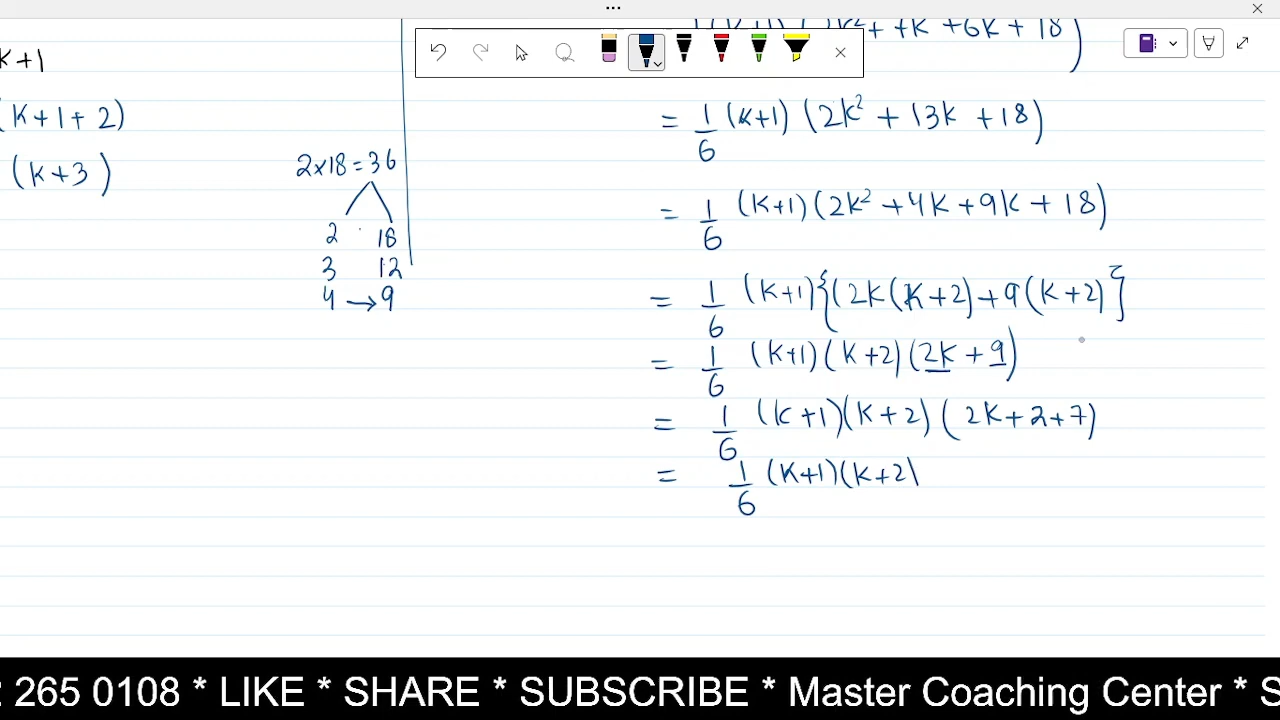 K+1
(K+1+2)
(K+3)
2×18=36
2 18
3 12
4 → 9
+ 6K + 18)
= 1/6 (K+1) (2K² + 13K + 18)
= 1/6 (K+1)(2K² + 4K + 9K + 18)
= 1/6 (K+1){(2K(K+2)+9(K+2)}
= 1/6 (K+1)(K+2)(2K+9)
= 1/6 (K+1)(K+2)(2K+2+7)
= 1/6 (K+1)(K+2)
265 0108 * LIKE * SHARE * SUBSCRIBE * Master Coaching Center * S